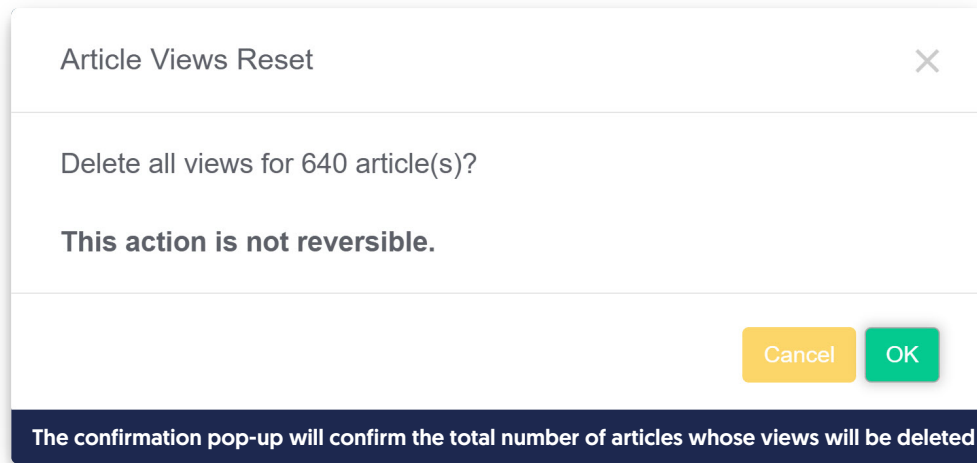 Article Views Reset
Delete all views for 640 article(s)?
This action is not reversible.
Cancel OK
The confirmation pop-up will confirm the total number of articles whose views will be deleted